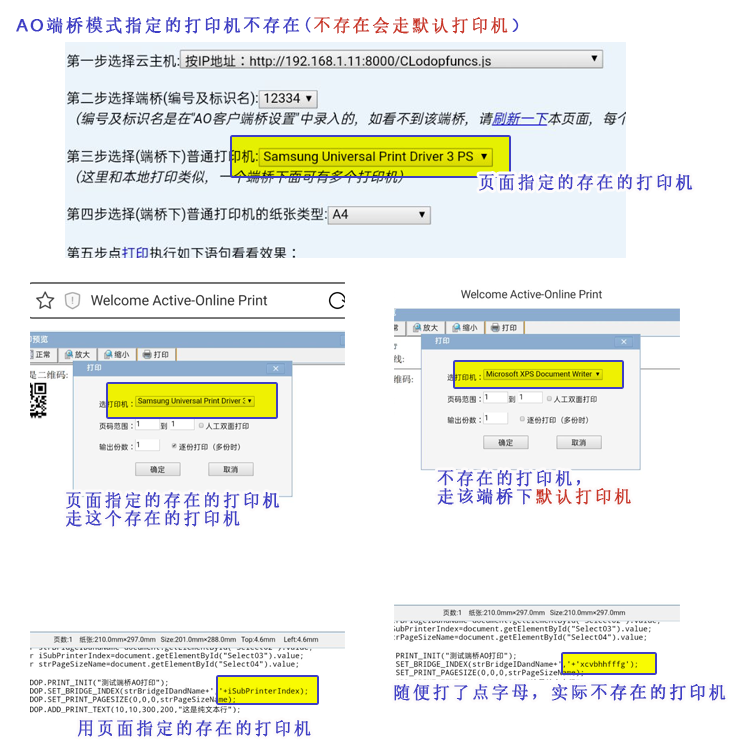 AO端桥模式指定的打印机不存在(不存在会走默认打印机)
第一步选择云主机: 按IP地址：http://192.168.1.11:8000/CLodopfuncs.js
第二步选择端桥(编号及标识名): 12334
（编号及标识名是在"AO客户端桥设置"中录入的，如看不到该端桥，请刷新一下本页面，每个
第三步选择(端桥下)普通打印机: Samsung Universal Print Driver 3 PS
（这里和本地打印类似，一个端桥下面可有多个打印机）
页面指定的存在的打印机
第四步选择(端桥下)普通打印机的纸张类型: A4
第五步点打印执行如下语句看看效果：
Welcome Active-Online Print
印预览
正常 放大 缩小 打印
是二维码:
打印
选打印机： Samsung Universal Print Driver 3
页码范围： 1 到 1 人工双面打印
输出份数： 1 逐份打印（多份时）
确定 取消
页面指定的存在的打印机
走这个存在的打印机
Welcome Active-Online Print
常 放大 缩小 打印
线:
维码:
打印
选打印机： Microsoft XPS Document Writer
页码范围： 1 到 1 人工双面打印
输出份数： 1 逐份打印（多份时）
确定 取消
不存在的打印机，
走该端桥下默认打印机
页数:1 纸张:210.0mm×297.0mm Size:201.0mm×288.0mm Top:4.6mm Left:4.6mm
r strBridgeIDandName=document.getElementById("Select02").value;
r iSubPrinterIndex=document.getElementById("Select03").value;
r strPageSizeName=document.getElementById("Select04").value;
DOP.PRINT_INIT("测试端桥AO打印");
DOP.SET_BRIDGE_INDEX(strBridgeIDandName+','+iSubPrinterIndex);
DOP.SET_PRINT_PAGESIZE(0,0,0,strPageSizeName);
DOP.ADD_PRINT_TEXT(10,10,300,200,"这是纯文本行");
用页面指定的存在的打印机
页数:1 纸张:210.0mm×297.0mm Size:210.0mm×297.0mm
strBridgeIDandName=document.getElementById("Select02").value;
iSubPrinterIndex=document.getElementById("Select03").value;
strPageSizeName=document.getElementById("Select04").value;
PRINT_INIT("测试端桥AO打印");
SET_BRIDGE_INDEX(strBridgeIDandName+','+'xcvbhhfffg');
SET_PRINT_PAGESIZE(0,0,0,strPageSizeName);
随便打了点字母，实际不存在的打印机